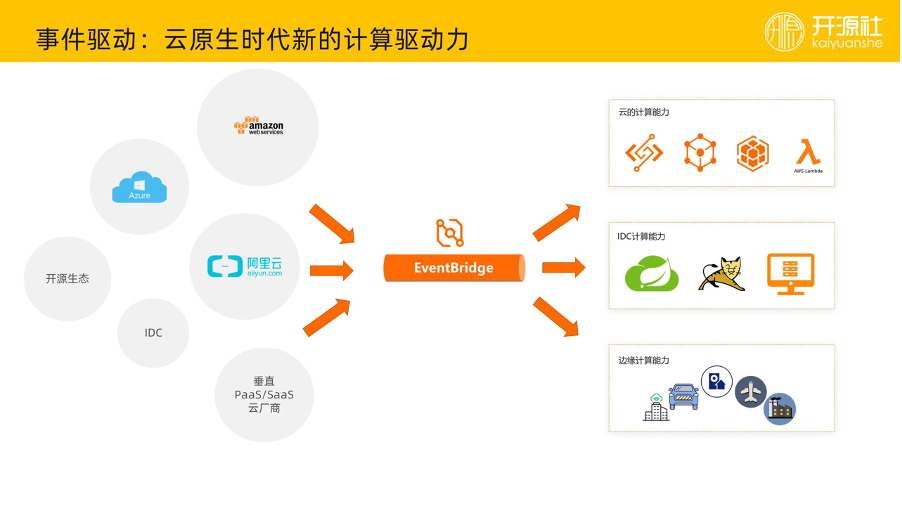 事件驱动：云原生时代新的计算驱动力
开源社
kaiyuanshe
amazon
webservices
Azure
开源生态
阿里云
aliyun.com
IDC
垂直
PaaS/SaaS
云厂商
EventBridge
云的计算能力
AWS Lambda
IDC计算能力
边缘计算能力